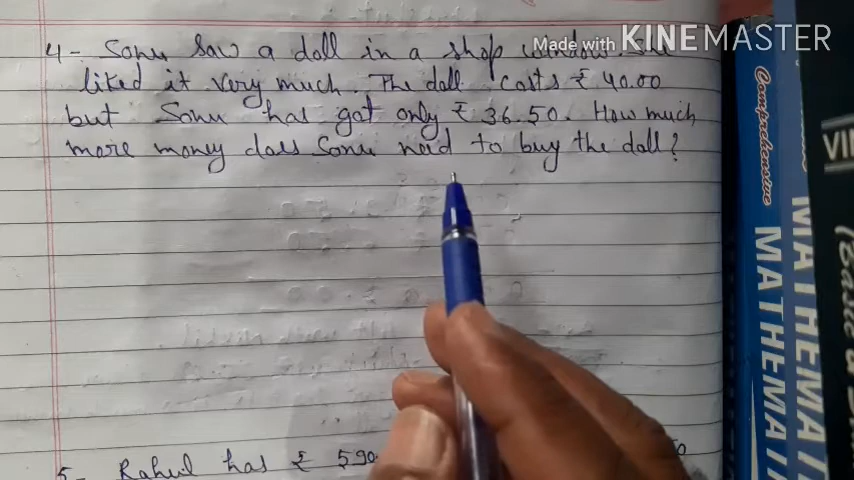 Made with KINEMASTER
4- Sonu saw a doll in a shop window. She
liked it very much. The doll costs ₹ 40.00
but Sonu has got only ₹ 36.50. How much
more money does Sonu need to buy the doll?
5- Rahul has ₹ 590
Comprehensive
MATHEMATI
MATHEMATI
VII